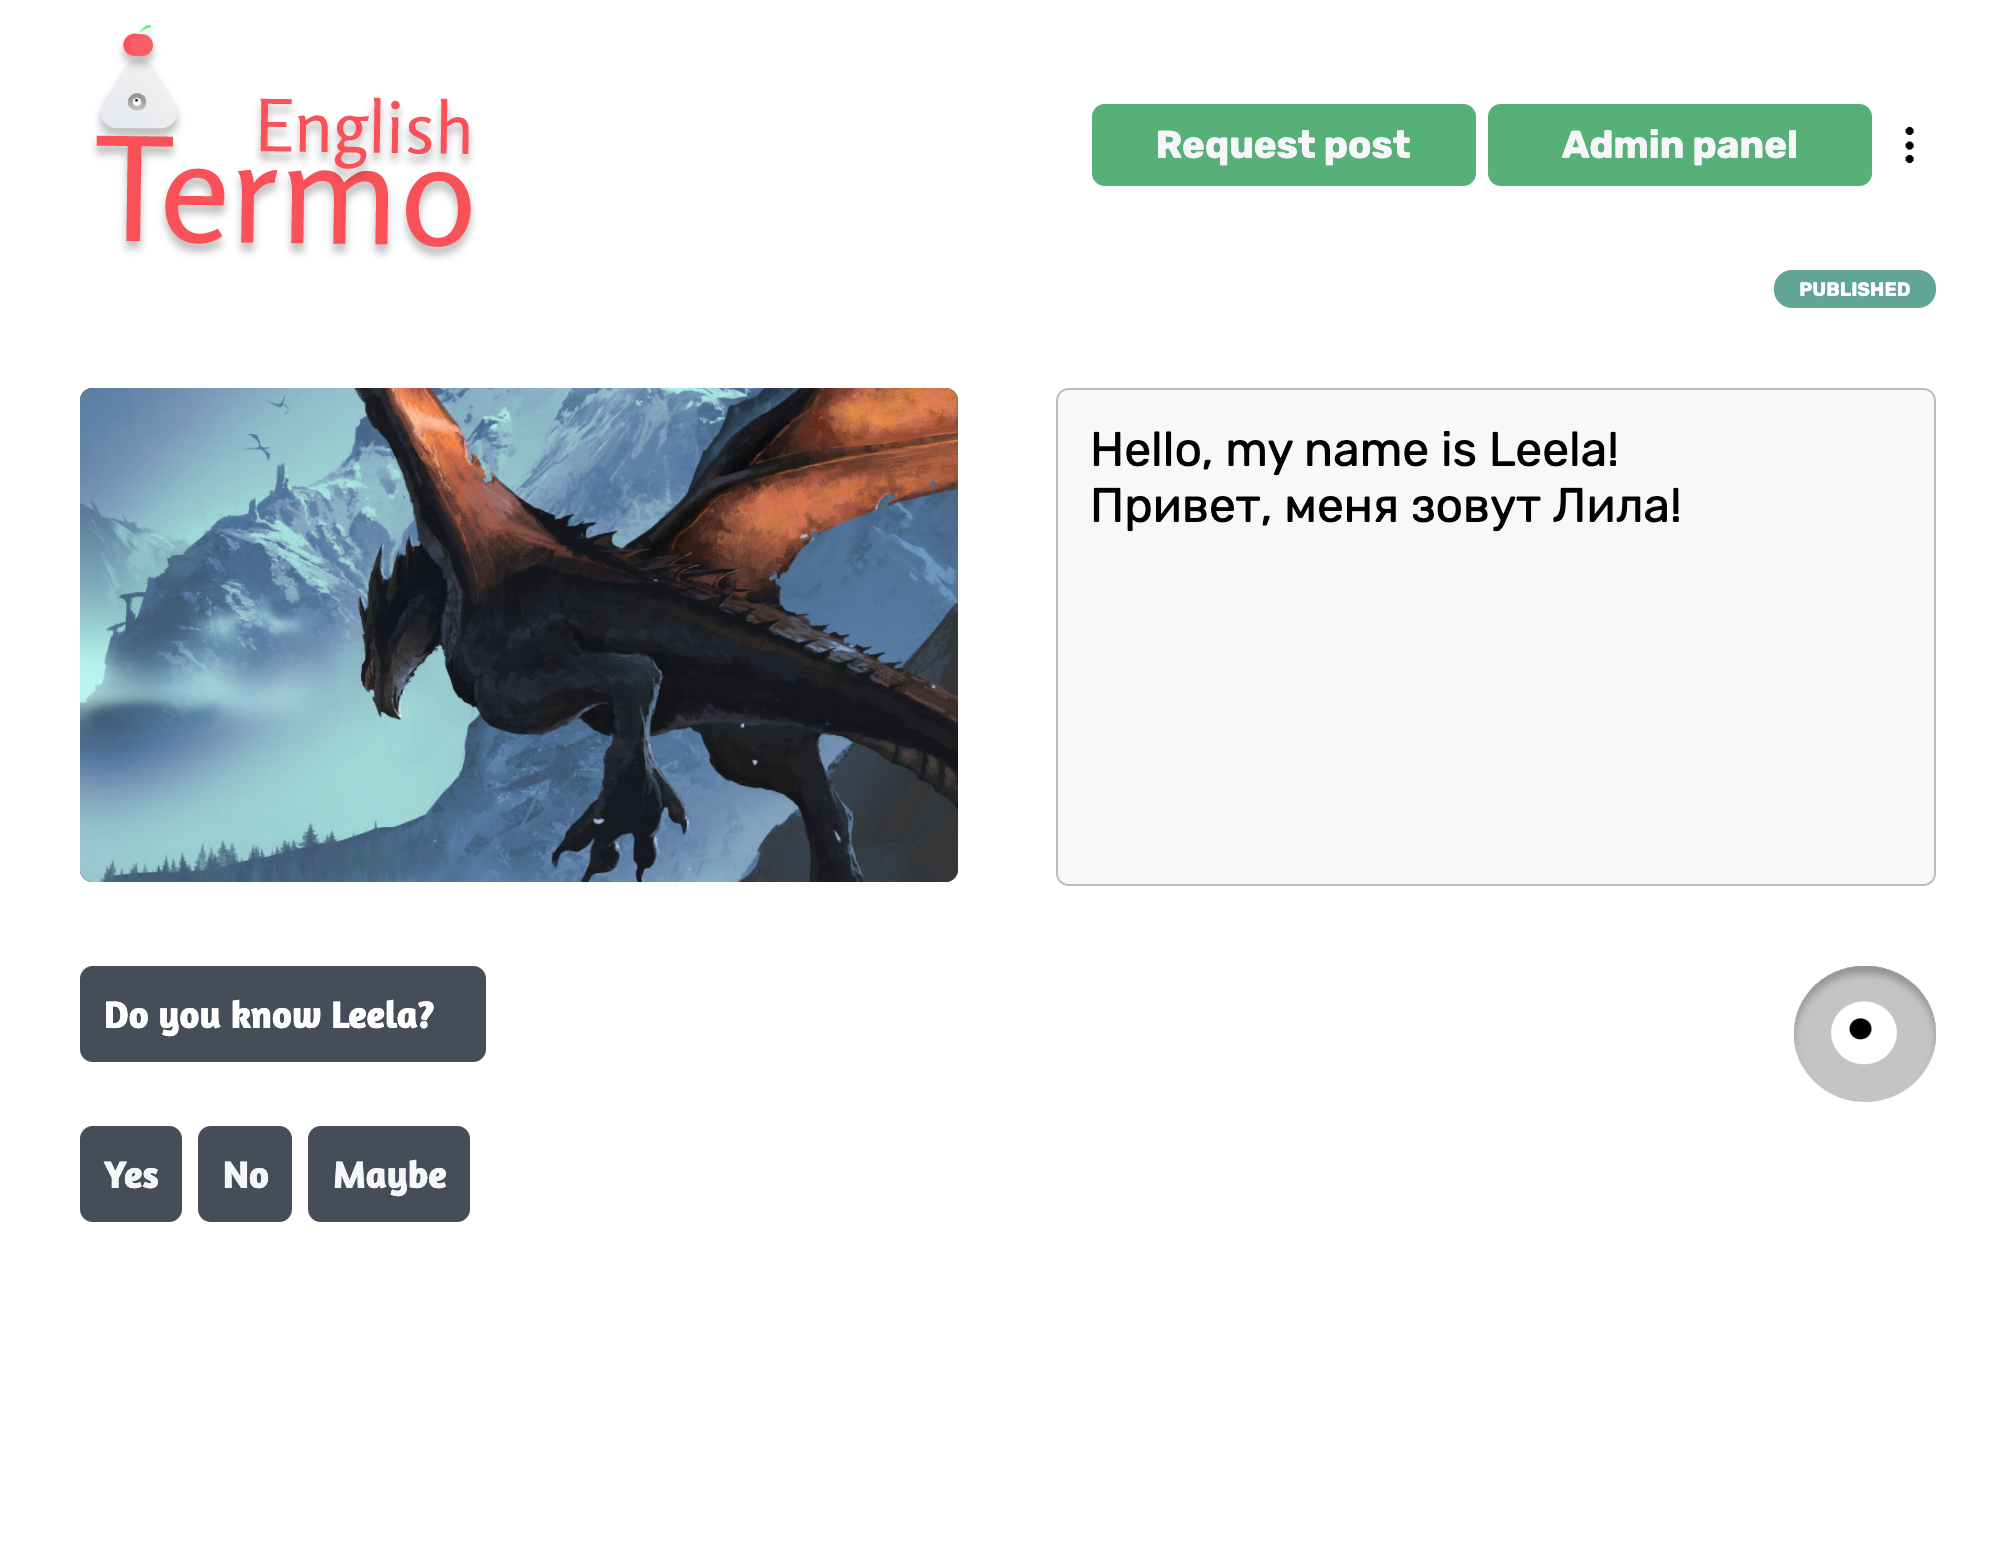 English
Termo
Request post
Admin panel
PUBLISHED
Hello, my name is Leela!
Привет, меня зовут Лила!
Do you know Leela?
Yes
No
Maybe